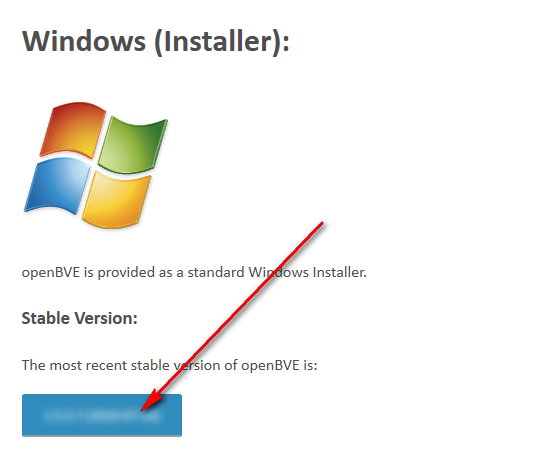 Windows (Installer):
openBVE is provided as a standard Windows Installer.
Stable Version:
The most recent stable version of openBVE is: